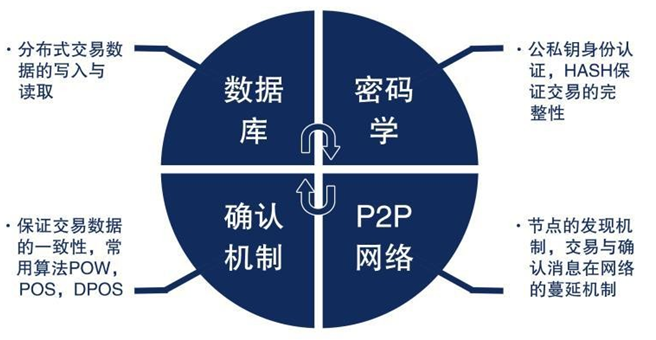 ·分布式交易数
据的写入与
读取
数据
库
密码
学
·公私钥身份认
证，HASH保
证交易的完
整性
·保证交易数据
的一致性，常
用算法POW，
POS，DPOS
确认
机制
P2P
网络
·节点的发现机
制，交易与确
认消息在网络
的蔓延机制